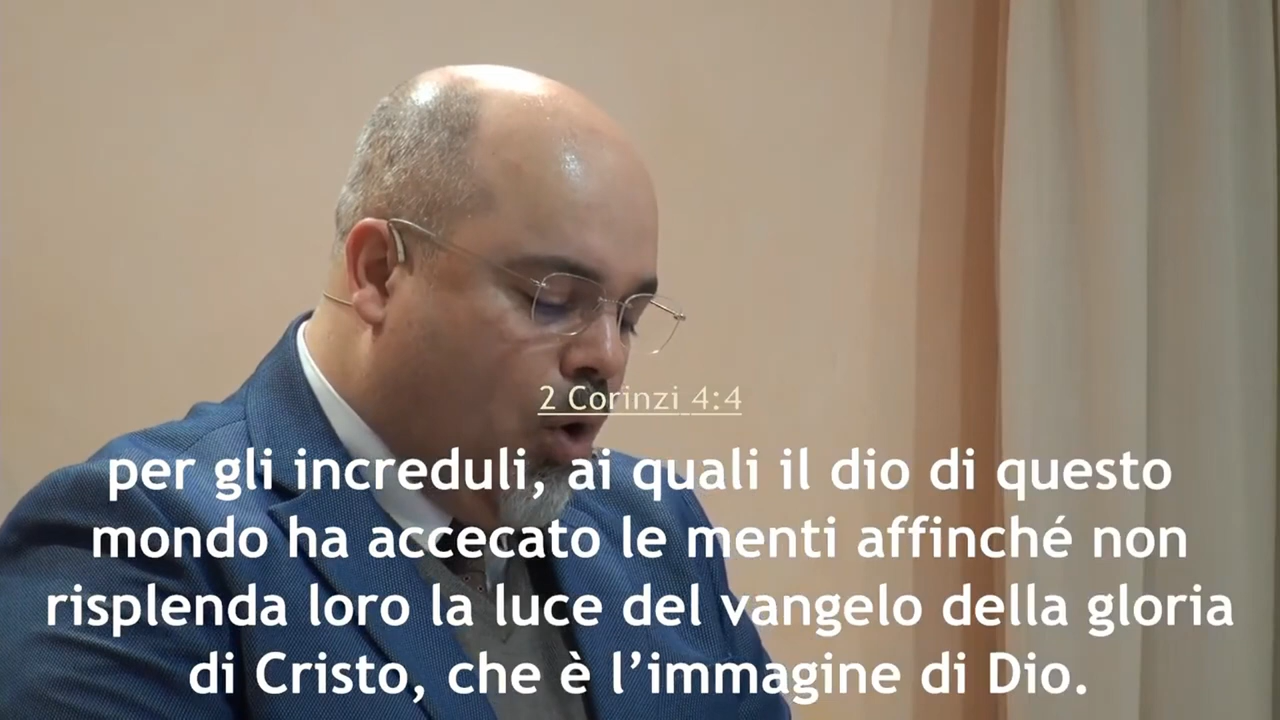 2 Corinzi 4:4
per gli increduli, ai quali il dio di questo
mondo ha accecato le menti affinché non
risplenda loro la luce del vangelo della gloria
di Cristo, che è l’immagine di Dio.